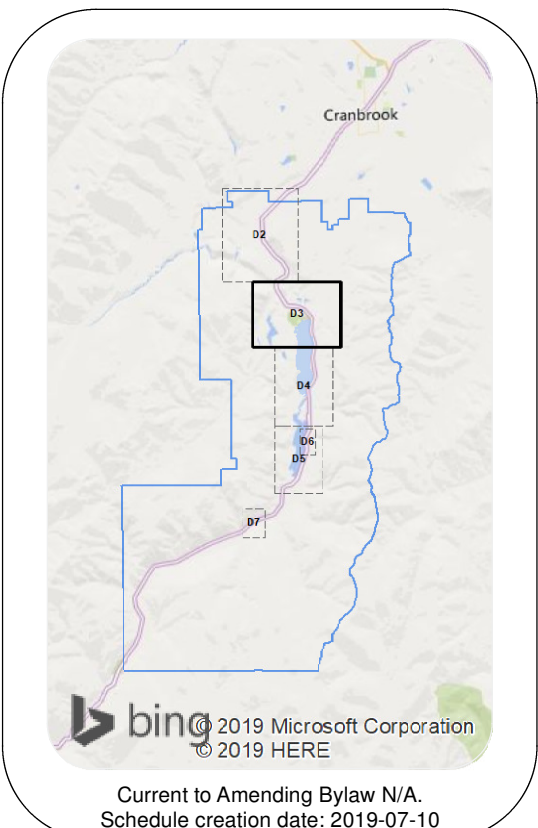 Cranbrook
D2
D3
D4
D6
D5
D7
bing © 2019 Microsoft Corporation
© 2019 HERE
Current to Amending Bylaw N/A.
Schedule creation date: 2019-07-10